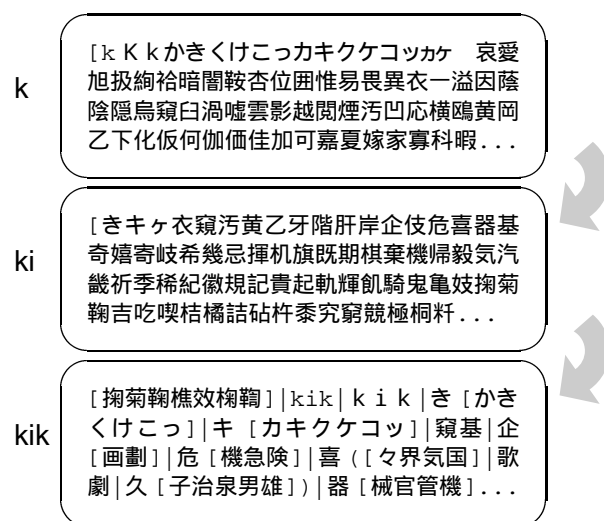 k
[kKkかきくけこっカキクケコッヵヶ　哀愛
旭扱絢袷暗闇鞍杏位囲惟易畏異衣一溢因蔭
陰隠烏窺臼渦嘘雲影越閲煙汚凹応横鴎黄岡
乙下化仮何伽価佳加可嘉夏嫁家寡科暇...
ki
[きキヶ衣窺汚黄乙牙階肝岸企伎危喜器基
奇嬉寄岐希幾忌揮机旗既期棋棄機帰毅気汽
畿祈季稀紀徽規記貴起軌輝飢騎鬼亀妓掬菊
鞠吉吃喫桔橘詰砧杵黍究窮競極桐粁...
kik
[掬菊鞠樵效椈鞫]|kik|ｋｉｋ|き[かき
くけこっ]|キ[カキクケコッ]|窺基|企
[画劃]|危[機急険]|喜([々界気国]|歌
劇|久[子治泉男雄])|器[械官管機]...